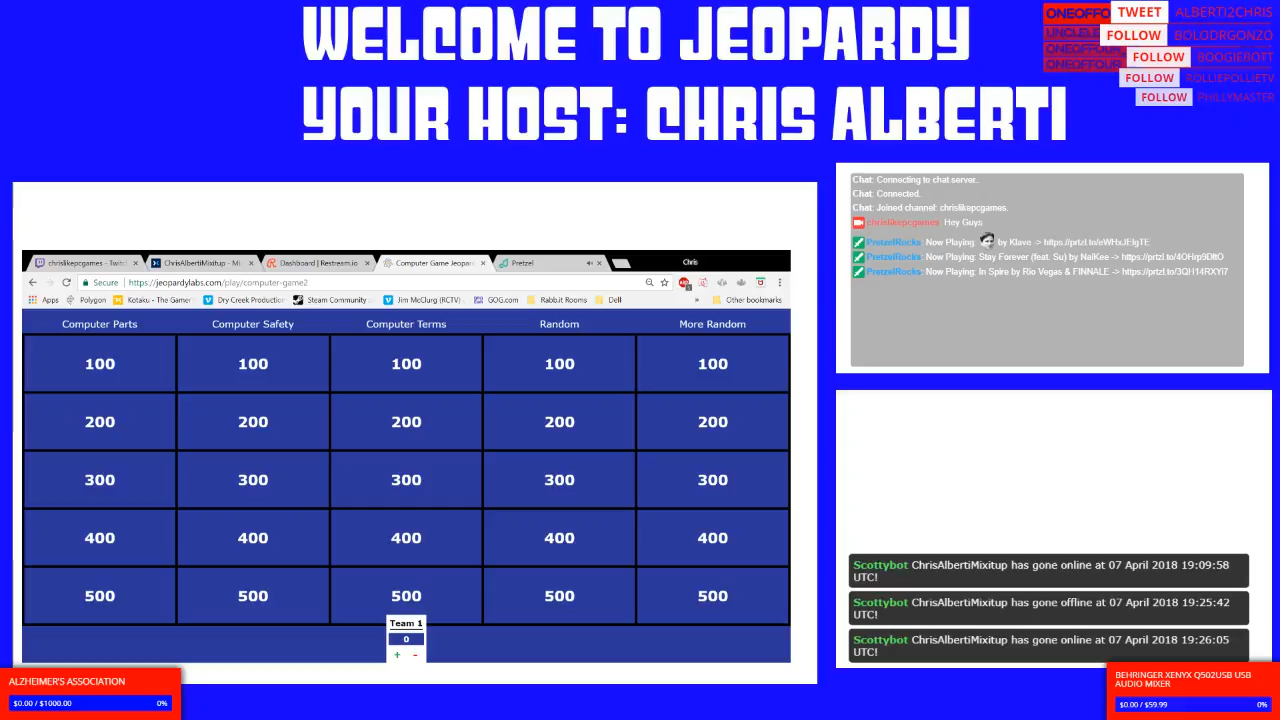 WELCOME TO JEOPARDY
YOUR HOST: CHRIS ALBERTI
TWEET ALBERTI2CHRIS
FOLLOW BOLODRGONZO
FOLLOW BOOGIEBOTT
FOLLOW ROLLIEPOLLIETV
FOLLOW PHILLYMASTER
chrislikepcgames – Twitch
ChrisAlbertiMixitup - Mi
Dashboard | Restream.io
Computer Game Jeopar
Pretzel
Chris
Secure
https://jeopardylabs.com/play/computer-game2
Apps Polygon Kotaku - The Gamer Dry Creek Production Steam Community Jim McClurg (RCTV) GOG.com Rabb.it Rooms Dell » Other bookmarks
Computer Parts Computer Safety Computer Terms Random More Random
100 100 100 100 100
200 200 200 200 200
300 300 300 300 300
400 400 400 400 400
500 500 500 500 500
Team 1
0
+ -
Chat: Connecting to chat server..
Chat: Connected.
Chat: Joined channel: chrislikepcgames.
chrislikepcgames: Hey Guys
PretzelRocks: Now Playing: by Klave -> https://prtzl.to/eWHxJEIgTE
PretzelRocks: Now Playing: Stay Forever (feat. Su) by NalKee -> https://prtzl.to/4OHrp9DltO
PretzelRocks: Now Playing: In Spire by Rio Vegas & FINNALE -> https://prtzl.to/3QH14RXYi7
Scottybot ChrisAlbertiMixitup has gone online at 07 April 2018 19:09:58
UTC!
Scottybot ChrisAlbertiMixitup has gone offline at 07 April 2018 19:25:42
UTC!
Scottybot ChrisAlbertiMixitup has gone online at 07 April 2018 19:26:05
UTC!
ALZHEIMER'S ASSOCIATION
$0.00 / $1000.00 0%
BEHRINGER XENYX Q502USB USB
AUDIO MIXER
$0.00 / $59.99 0%